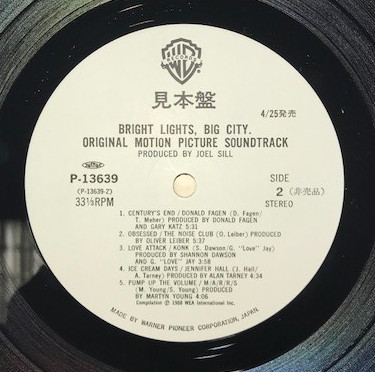 WB
RECORDS
見本盤
4/25発売
BRIGHT LIGHTS, BIG CITY.
ORIGINAL MOTION PICTURE SOUNDTRACK
PRODUCED BY JOEL SILL
P-13639
(P-13639-2)
33⅓RPM
SIDE
2 (非売品)
STEREO
1. CENTURY'S END / DONALD FAGEN (D. Fagen/
T. Meher) PRODUCED BY DONALD FAGEN
AND GARY KATZ 5:31
2. OBSESSED / THE NOISE CLUB (O. Leiber) PRODUCED
BY OLIVER LEIBER 5:37
3. LOVE ATTACK / KONK (S. Dawson/G. "Love" Jay)
PRODUCED BY SHANNON DAWSON
AND G. "LOVE" JAY 3:58
4. ICE CREAM DAYS / JENNIFER HALL (J. Hall/
A. Tarney) PRODUCED BY ALAN TARNEY 4:34
5. PUMP UP THE VOLUME / M/A/R/R/S
(M. Young/S. Young) PRODUCED
BY MARTYN YOUNG 4:06
Compilation ℗ 1988 WEA International Inc.
MADE BY WARNER PIONEER CORPORATION, JAPAN